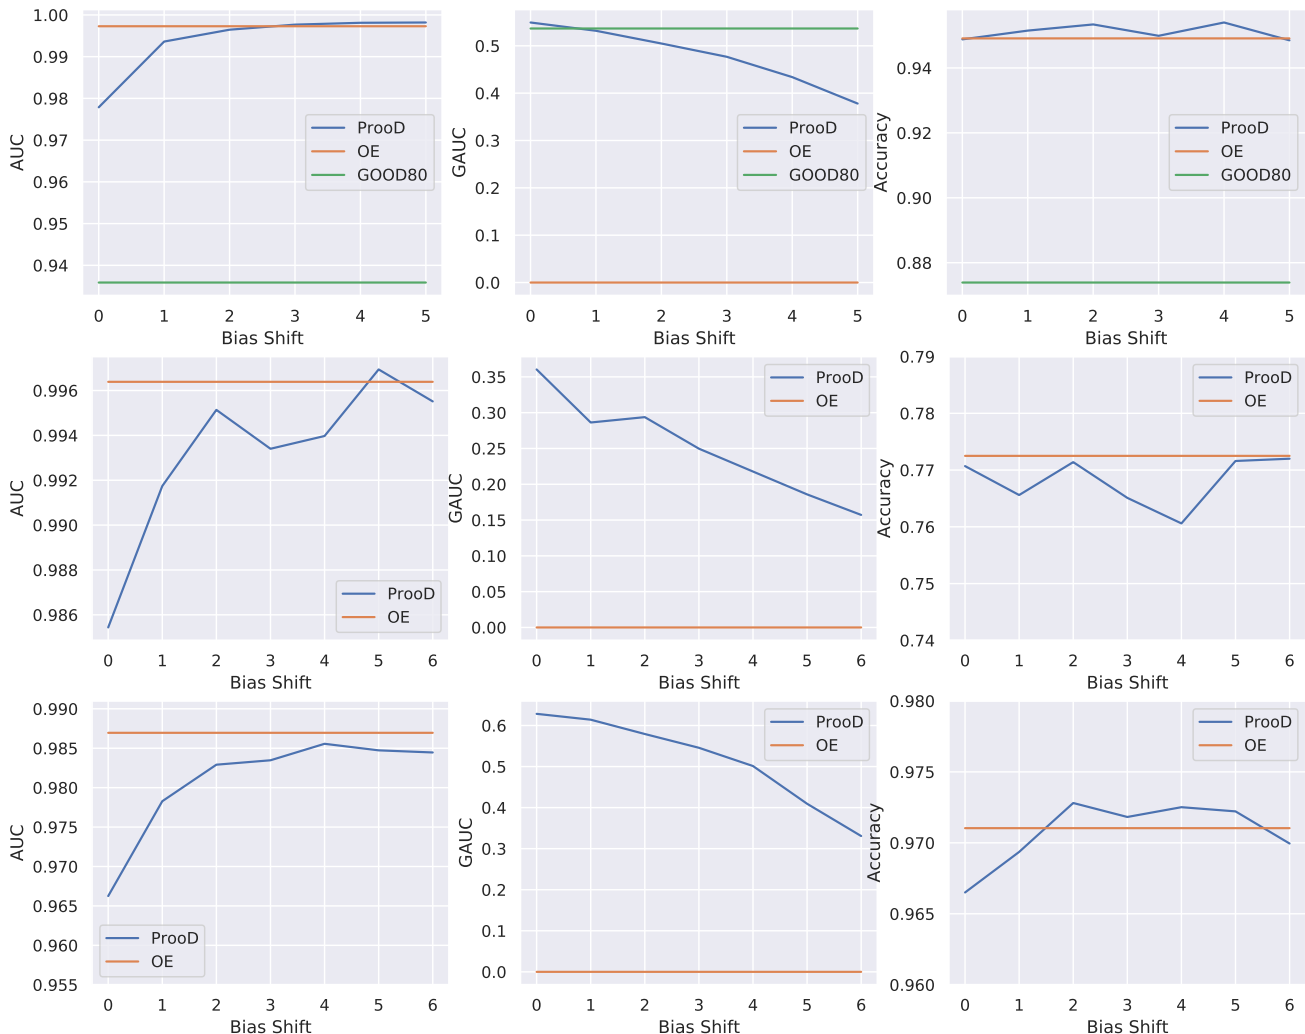 1.00
0.99
0.98
0.97
0.96
0.95
0.94
AUC
ProoD
OE
GOOD80
0 1 2 3 4 5
Bias Shift
0.5
0.4
0.3
0.2
0.1
0.0
GAUC
ProoD
OE
GOOD80
0 1 2 3 4 5
Bias Shift
0.94
0.92
0.90
0.88
Accuracy
ProoD
OE
GOOD80
0 1 2 3 4 5
Bias Shift
0.996
0.994
0.992
0.990
0.988
0.986
AUC
ProoD
OE
0 1 2 3 4 5 6
Bias Shift
0.35
0.30
0.25
0.20
0.15
0.10
0.05
0.00
GAUC
ProoD
OE
0 1 2 3 4 5 6
Bias Shift
0.79
0.78
0.77
0.76
0.75
0.74
Accuracy
ProoD
OE
0 1 2 3 4 5 6
Bias Shift
0.990
0.985
0.980
0.975
0.970
0.965
0.960
0.955
AUC
ProoD
OE
0 1 2 3 4 5 6
Bias Shift
0.6
0.5
0.4
0.3
0.2
0.1
0.0
GAUC
ProoD
OE
0 1 2 3 4 5 6
Bias Shift
0.980
0.975
0.970
0.965
0.960
Accuracy
ProoD
OE
0 1 2 3 4 5 6
Bias Shift